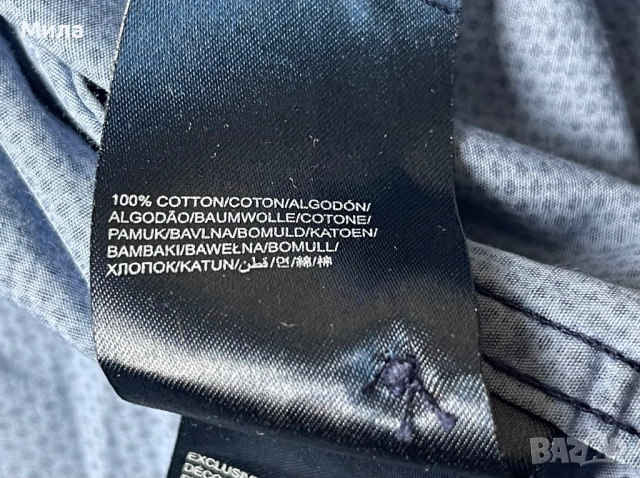 Мила
100% COTTON/COTON/ALGODÓN/
ALGODÃO/BAUMWOLLE/COTONE/
PAMUK/BAVLNA/BOMULD/KATOEN/
BAMBAKI/BAWEŁNA/BOMULL/
ХЛОПОК/KATUN/قطن/면/綿/棉
BAZAR